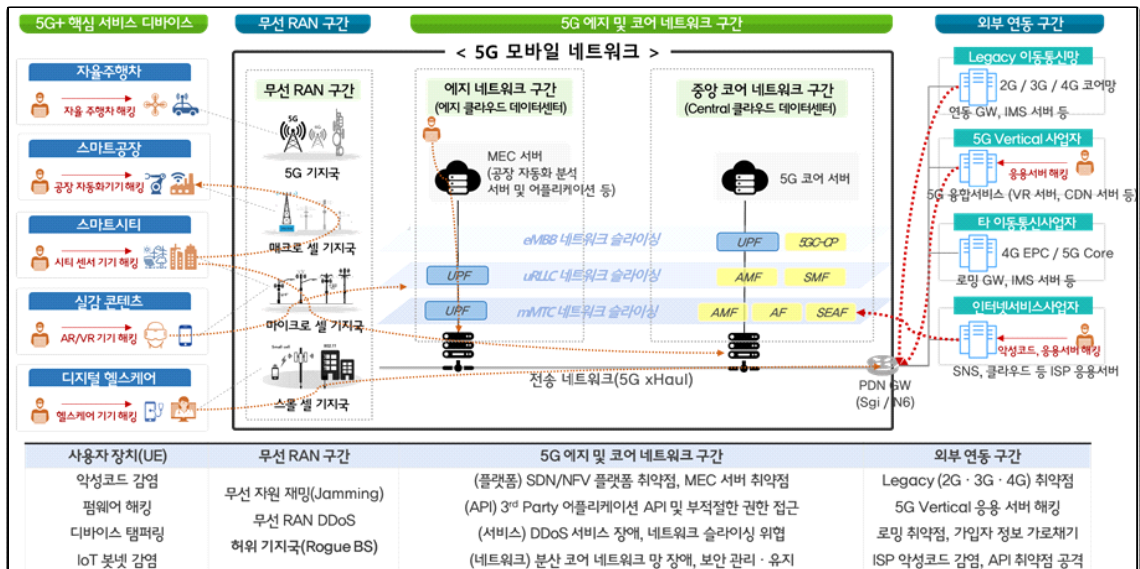 5G+ 핵심 서비스 디바이스
무선 RAN 구간
5G 에지 및 코어 네트워크 구간
외부 연동 구간
< 5G 모바일 네트워크 >
자율주행차
자율 주행차 해킹
스마트공장
공장 자동화기기 해킹
스마트시티
시티 센서 기기 해킹
실감 콘텐츠
AR/VR 기기 해킹
디지털 헬스케어
헬스케어 기기 해킹
무선 RAN 구간
5G
4G
5G 기지국
매크로 셀 기지국
마이크로 셀 기지국
Small cell
스몰 셀 기지국
에지 네트워크 구간
(에지 클라우드 데이터센터)
MEC 서버
(공장 자동화 분석
서버 및 어플리케이션 등)
중앙 코어 네트워크 구간
(Central 클라우드 데이터센터)
5G 코어 서버
eMBB 네트워크 슬라이싱
UPF
5GC-CP
UPF
uRLLC 네트워크 슬라이싱
AMF
SMF
UPF
mMTC 네트워크 슬라이싱
AMF
AF
SEAF
전송 네트워크(5G xHaul)
PDN GW
(Sgi / N6)
Legacy 이동통신망
2G / 3G / 4G 코어망
연동 GW, IMS 서버 등
5G Vertical 사업자
응용서버 해킹
5G 융합서비스 (VR 서버, CDN 서버 등)
타 이동통신사업자
4G EPC / 5G Core
로밍 GW, IMS 서버 등
인터넷서비스사업자
악성코드, 응용서버 해킹
SNS, 클라우드 등 ISP 응용서버
사용자 장치(UE)
악성코드 감염
펌웨어 해킹
디바이스 탬퍼링
IoT 봇넷 감염
무선 RAN 구간
무선 자원 재밍(Jamming)
무선 RAN DDoS
허위 기지국(Rogue BS)
5G 에지 및 코어 네트워크 구간
(플랫폼) SDN/NFV 플랫폼 취약점, MEC 서버 취약점
(API) 3rd Party 어플리케이션 API 및 부적절한 권한 접근
(서비스) DDoS 서비스 장애, 네트워크 슬라이싱 위협
(네트워크) 분산 코어 네트워크 망 장애, 보안 관리 · 유지
외부 연동 구간
Legacy (2G · 3G · 4G) 취약점
5G Vertical 응용 서버 해킹
로밍 취약점, 가입자 정보 가로채기
ISP 악성코드 감염, API 취약점 공격